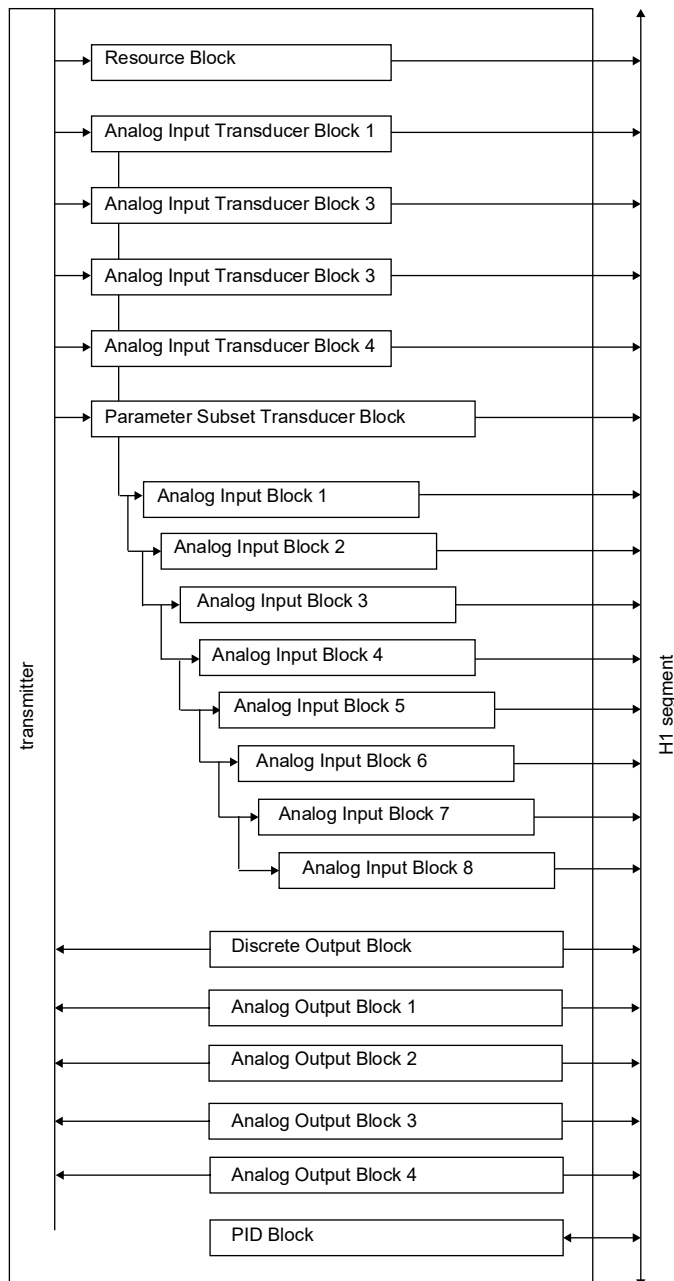 Resource Block
Analog Input Transducer Block 1
Analog Input Transducer Block 3
Analog Input Transducer Block 3
Analog Input Transducer Block 4
Parameter Subset Transducer Block
Analog Input Block 1
Analog Input Block 2
Analog Input Block 3
Analog Input Block 4
Analog Input Block 5
Analog Input Block 6
Analog Input Block 7
Analog Input Block 8
Discrete Output Block
Analog Output Block 1
Analog Output Block 2
Analog Output Block 3
Analog Output Block 4
PID Block
transmitter
H1 segment